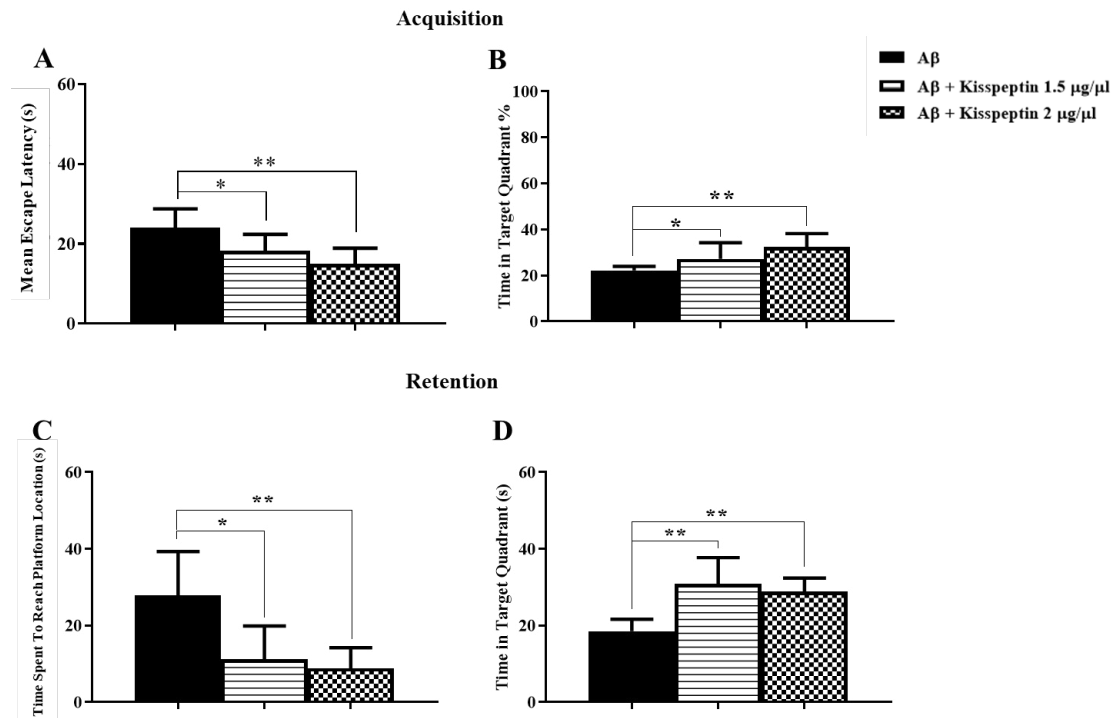 Acquisition
A
Mean Escape Latency (s)
60
40
20
0
*
**
B
Time in Target Quadrant %
100
80
60
40
20
0
*
**
Aβ
Aβ + Kisspeptin 1.5 μg/μl
Aβ + Kisspeptin 2 μg/μl
Retention
C
Time Spent To Reach Platform Location (s)
60
40
20
0
*
**
D
Time in Target Quadrant (s)
60
40
20
0
**
**